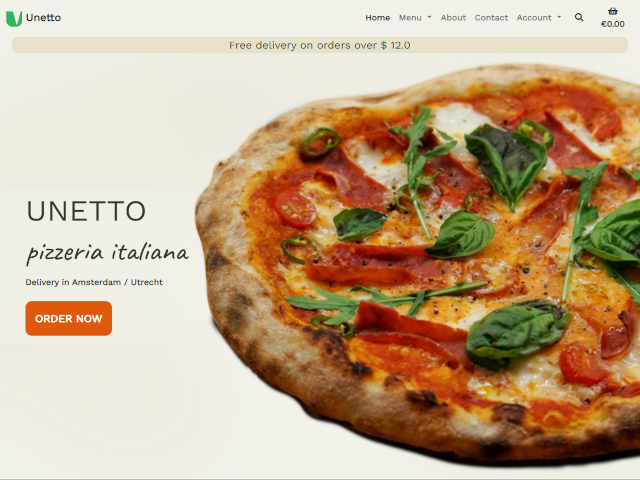 Unetto
Home Menu About Contact Account
€0.00
Free delivery on orders over $ 12.0
UNETTO
pizzeria italiana
Delivery in Amsterdam / Utrecht
ORDER NOW